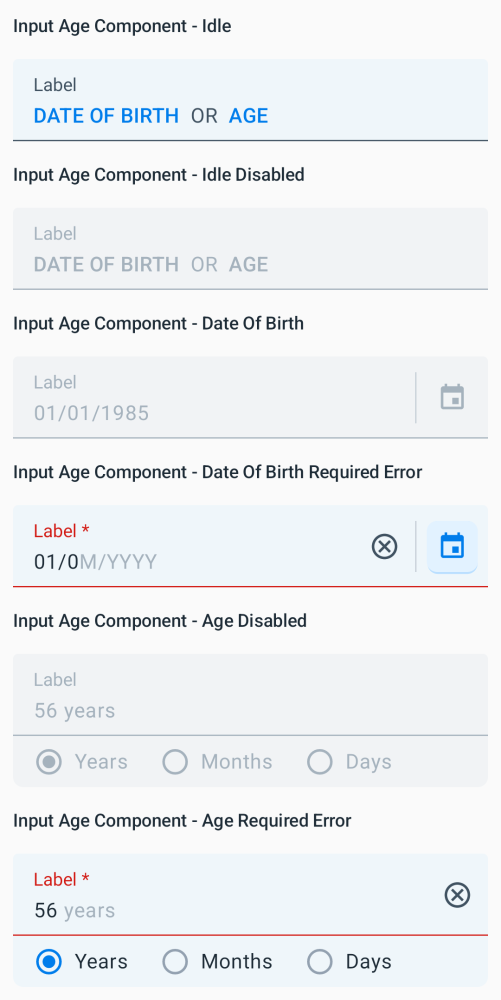 Input Age Component - Idle
Label
DATE OF BIRTH OR AGE
Input Age Component - Idle Disabled
Label
DATE OF BIRTH OR AGE
Input Age Component - Date Of Birth
Label
01/01/1985
Input Age Component - Date Of Birth Required Error
Label *
01/0M/YYYY
Input Age Component - Age Disabled
Label
56 years
Years Months Days
Input Age Component - Age Required Error
Label *
56 years
Years Months Days